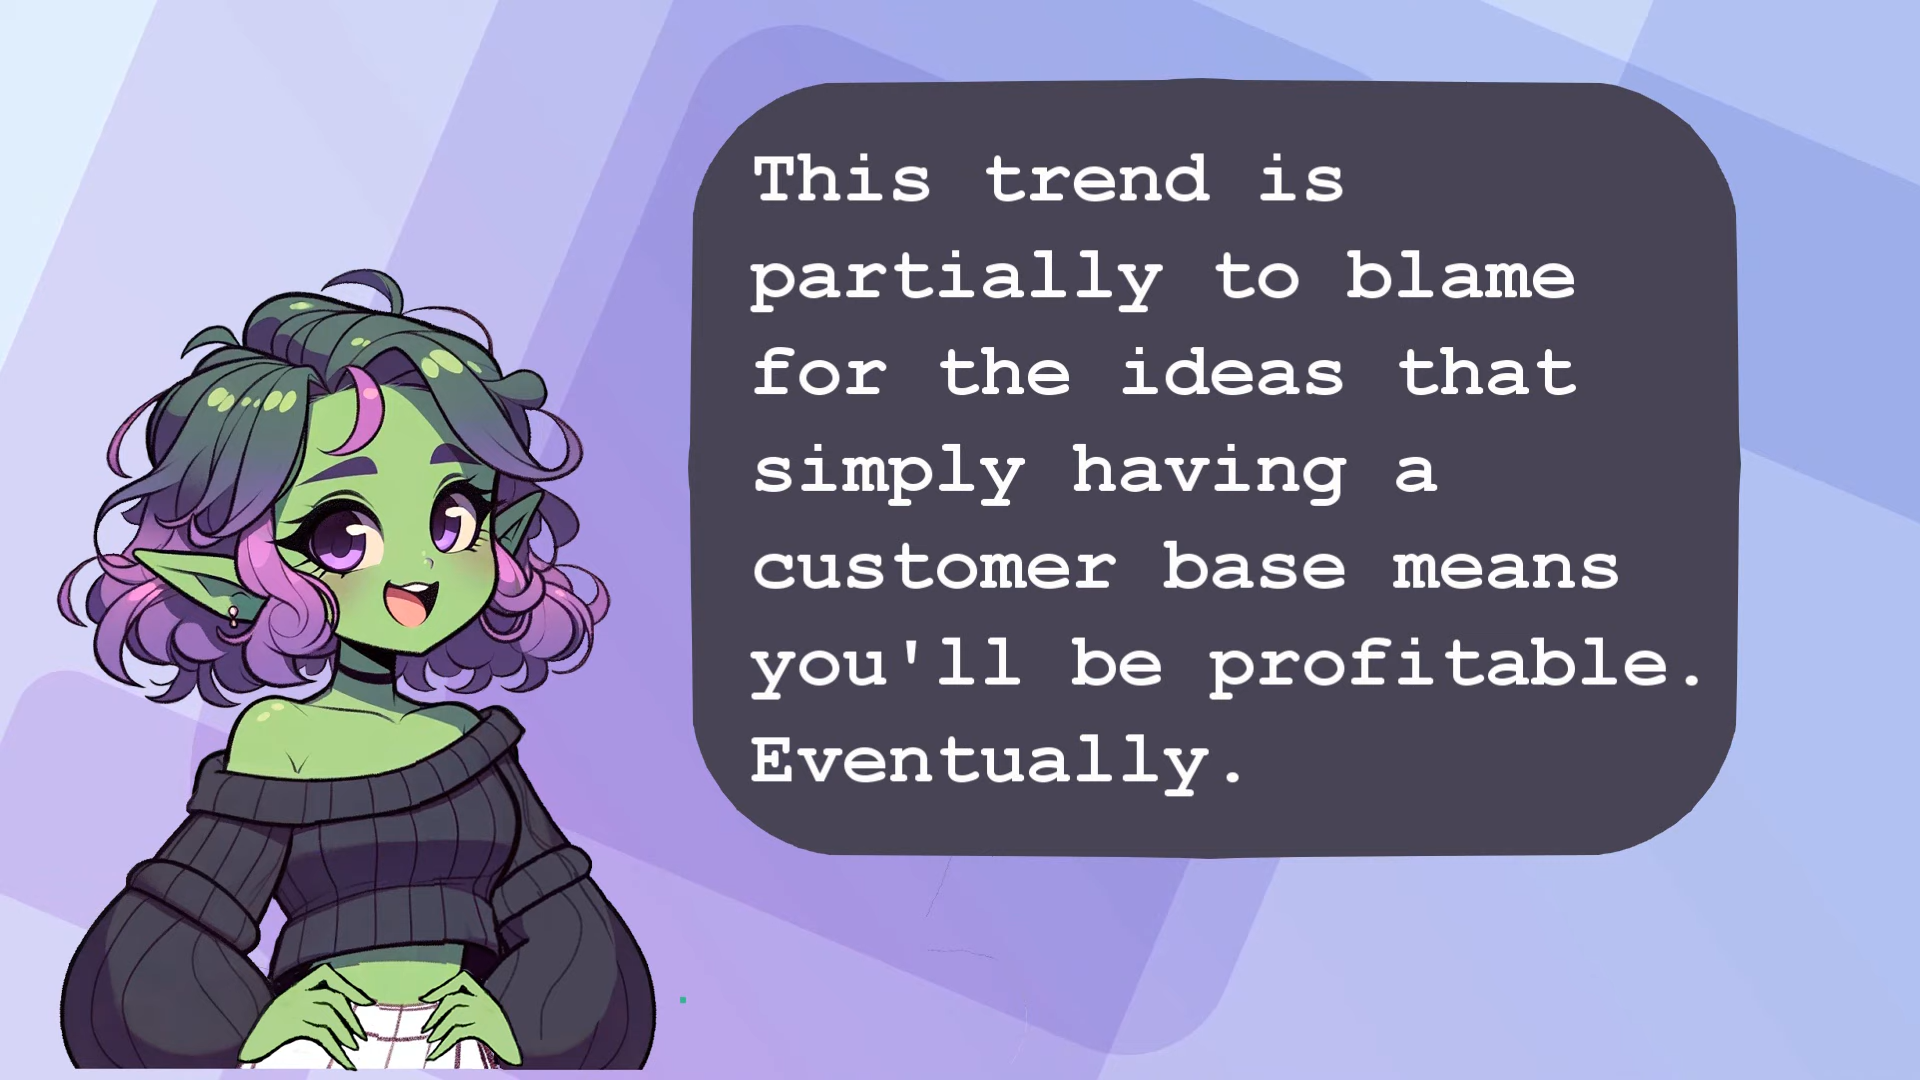 This trend is
partially to blame
for the ideas that
simply having a
customer base means
you'll be profitable.
Eventually.